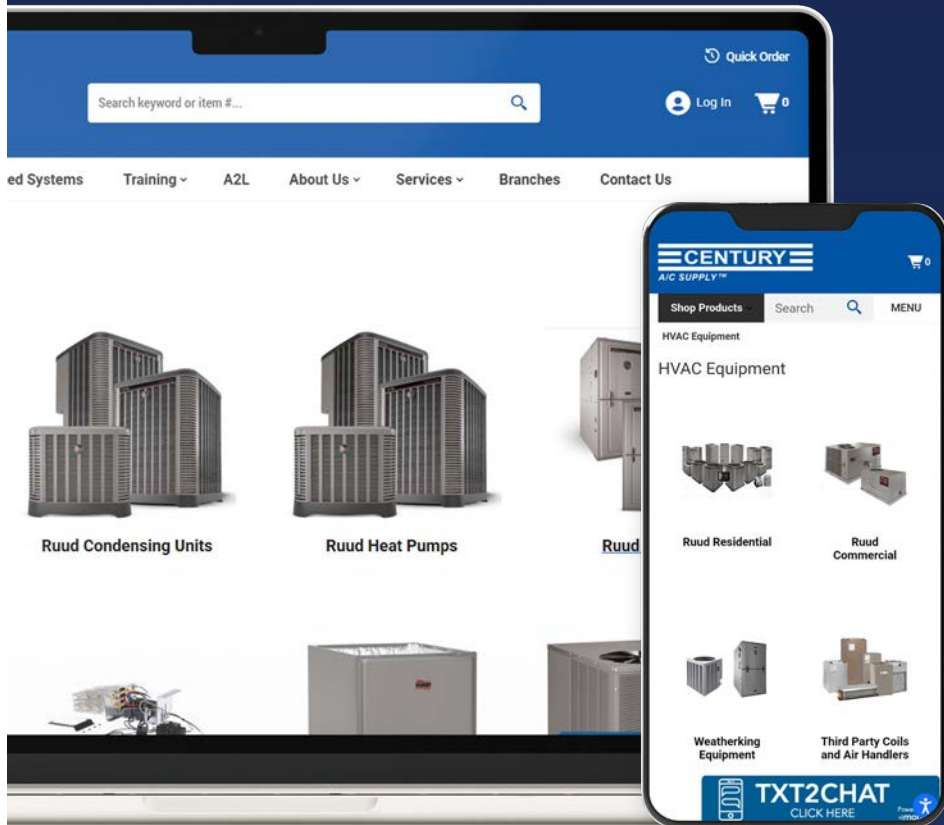 Quick Order
Search keyword or item #...
Log In
0
ed Systems
Training
A2L
About Us
Services
Branches
Contact Us
Ruud Condensing Units
Ruud Heat Pumps
Ruud
CENTURY
A/C SUPPLY™
0
Shop Products
Search
MENU
HVAC Equipment
HVAC Equipment
Ruud Residential
Ruud
Commercial
Weatherking
Equipment
Third Party Coils
and Air Handlers
TXT2CHAT
CLICK HERE